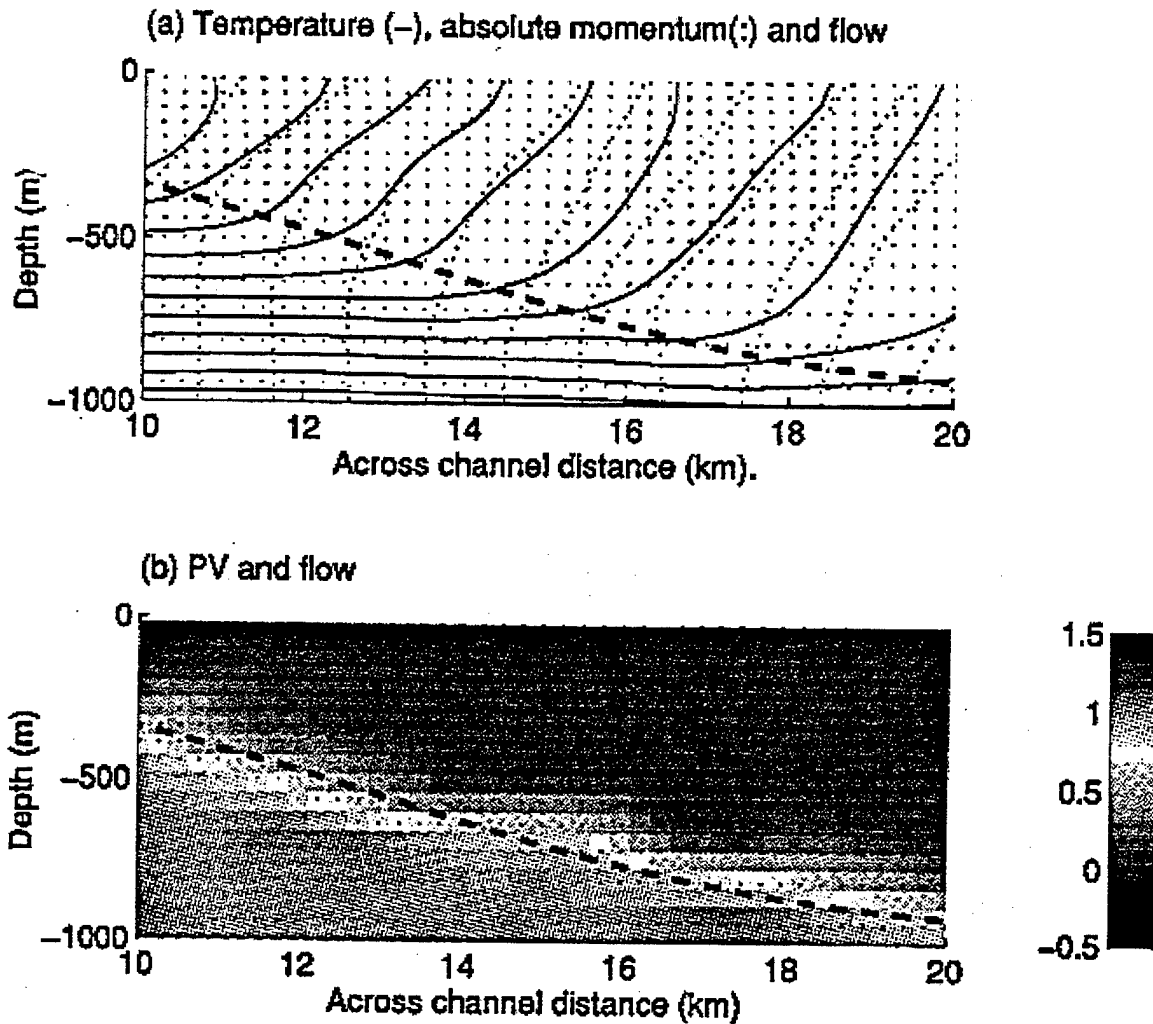 (a) Temperature (−), absolute momentum(:) and flow
0
−500
−1000
Depth (m)
10 12 14 16 18 20
Across channel distance (km).
(b) PV and flow
0
−500
−1000
Depth (m)
10 12 14 16 18 20
Across channel distance (km)
1.5
1
0.5
0
−0.5